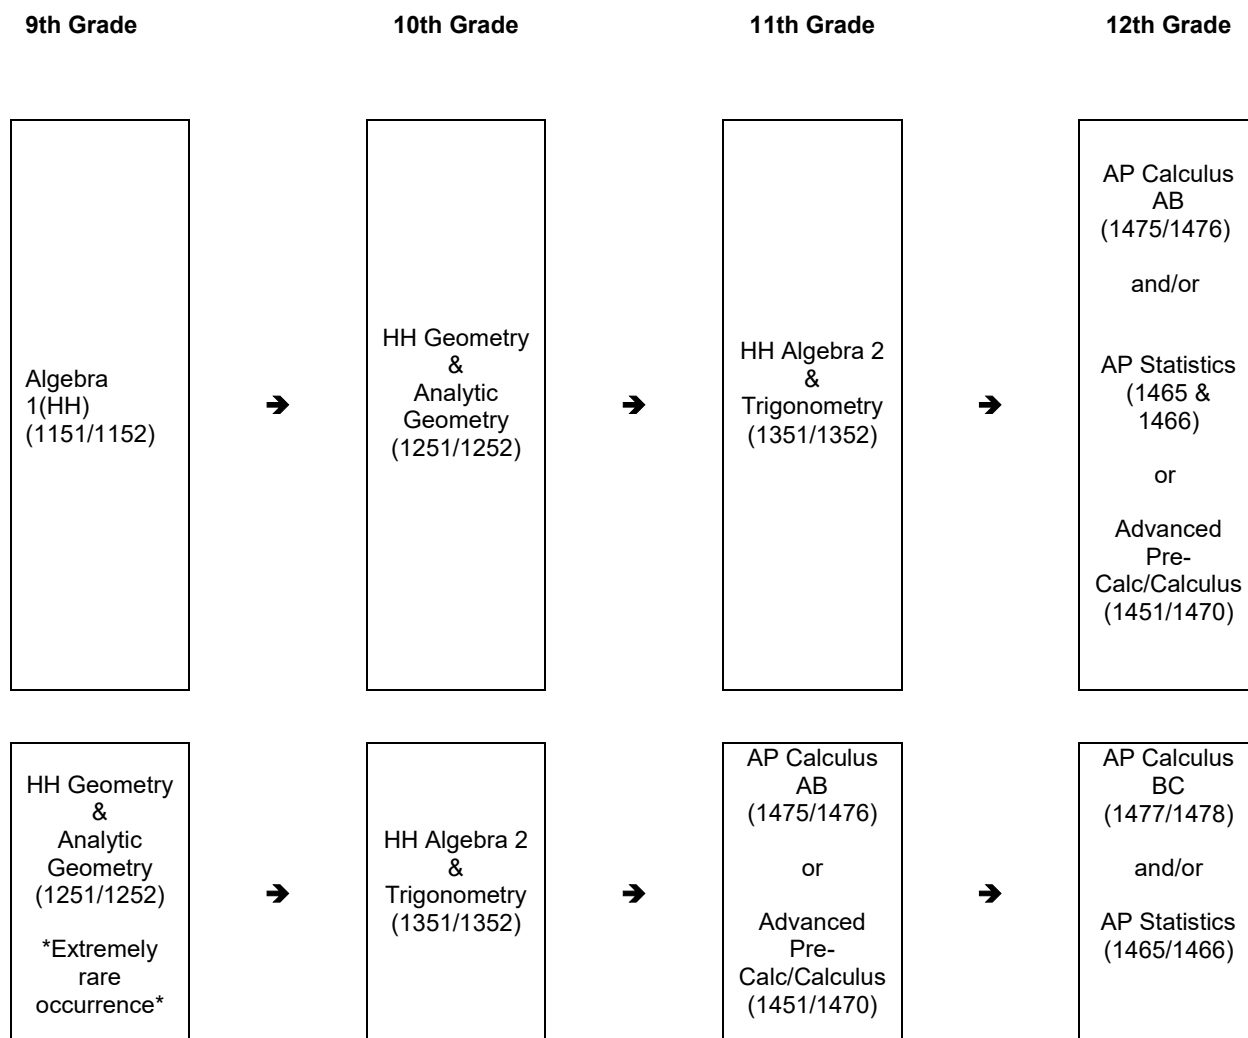 9th Grade
10th Grade
11th Grade
12th Grade
Algebra
1(HH)
(1151/1152)
➔
HH Geometry
&
Analytic
Geometry
(1251/1252)
➔
HH Algebra 2
&
Trigonometry
(1351/1352)
➔
AP Calculus
AB
(1475/1476)
and/or
AP Statistics
(1465 &
1466)
or
Advanced
Pre-
Calc/Calculus
(1451/1470)
HH Geometry
&
Analytic
Geometry
(1251/1252)
*Extremely
rare
occurrence*
➔
HH Algebra 2
&
Trigonometry
(1351/1352)
➔
AP Calculus
AB
(1475/1476)
or
Advanced
Pre-
Calc/Calculus
(1451/1470)
➔
AP Calculus
BC
(1477/1478)
and/or
AP Statistics
(1465/1466)